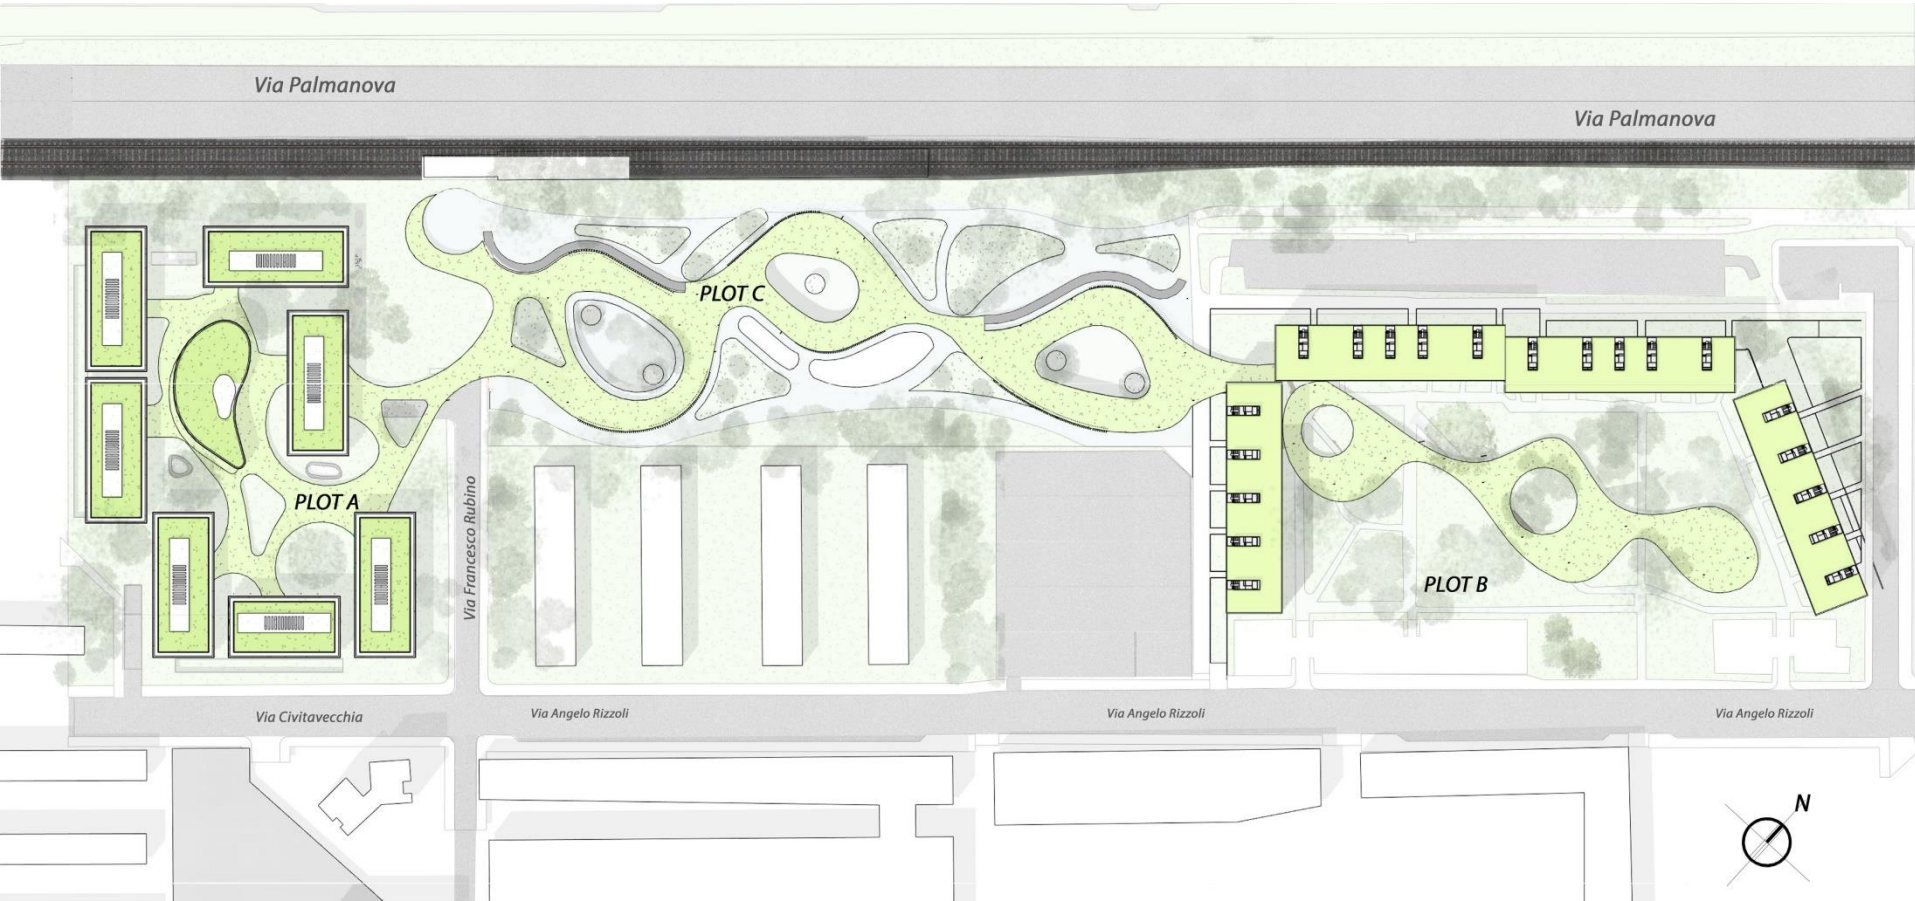 Via Palmanova
Via Palmanova
PLOT C
PLOT A
Via Francesco Rubino
PLOT B
Via Civitavecchia
Via Angelo Rizzoli
Via Angelo Rizzoli
Via Angelo Rizzoli
N